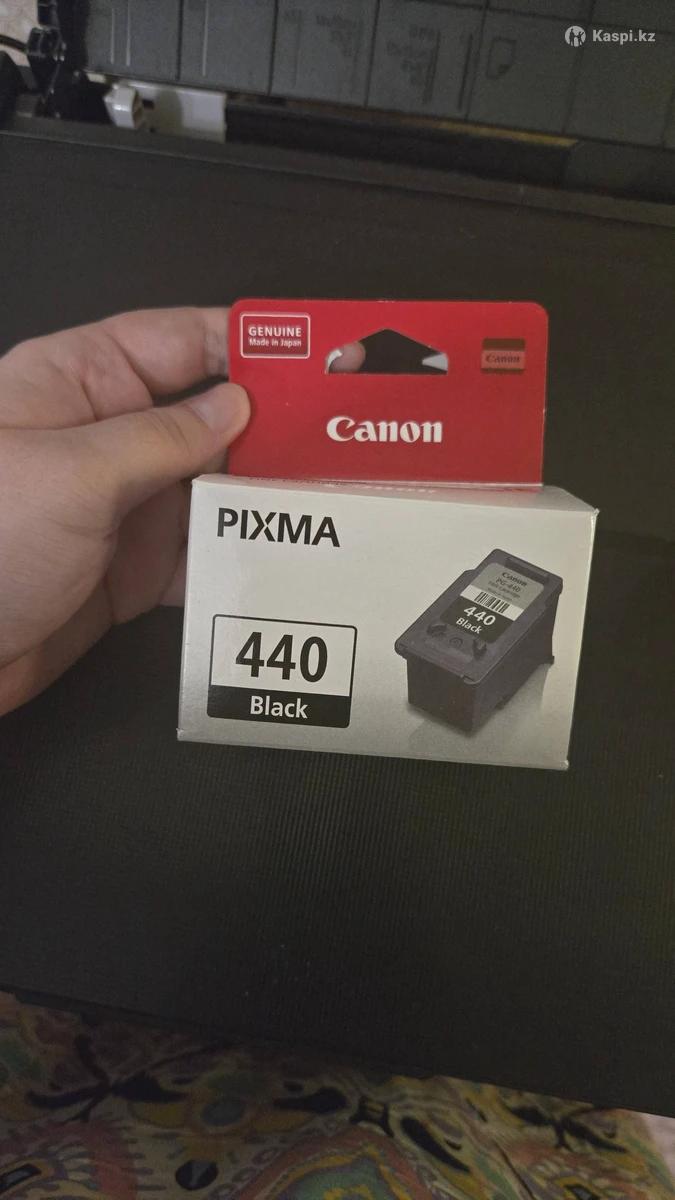 Kaspi.kz
GENUINE
Made in Japan
Canon
Canon
PIXMA
Canon
PG-440
440
Black
440
Black